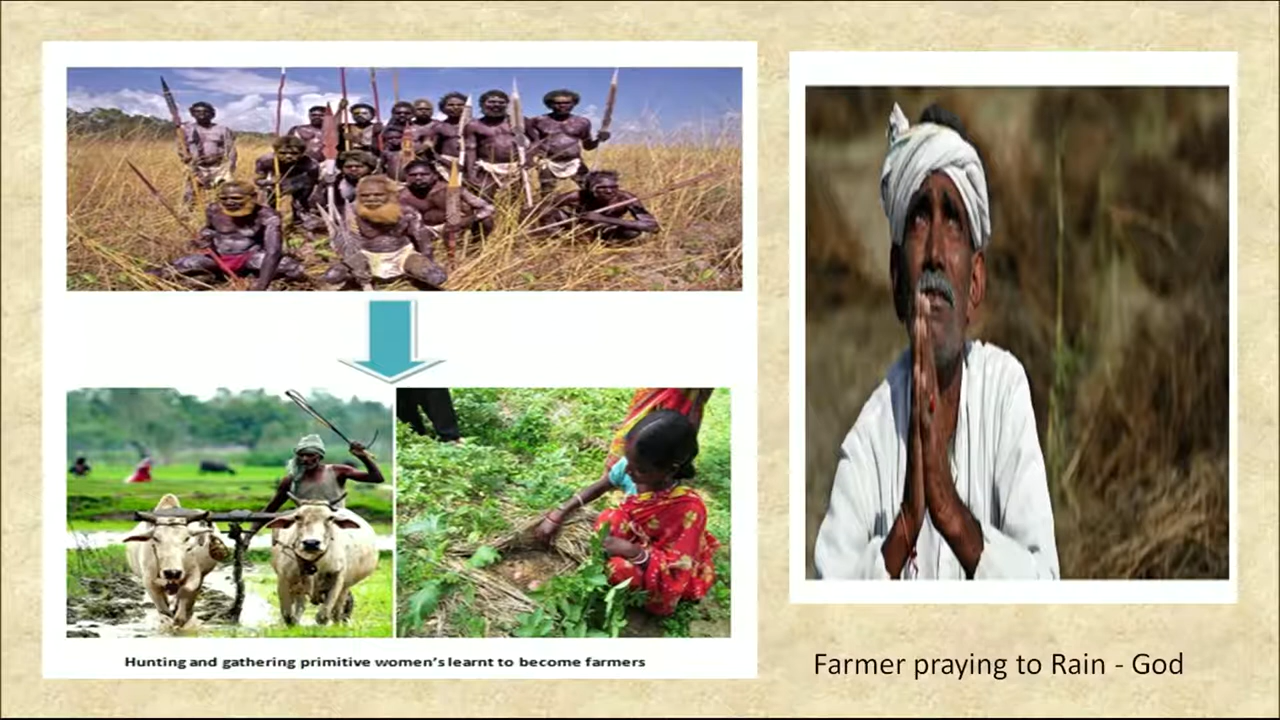 Hunting and gathering primitive women's learnt to become farmers
Farmer praying to Rain - God